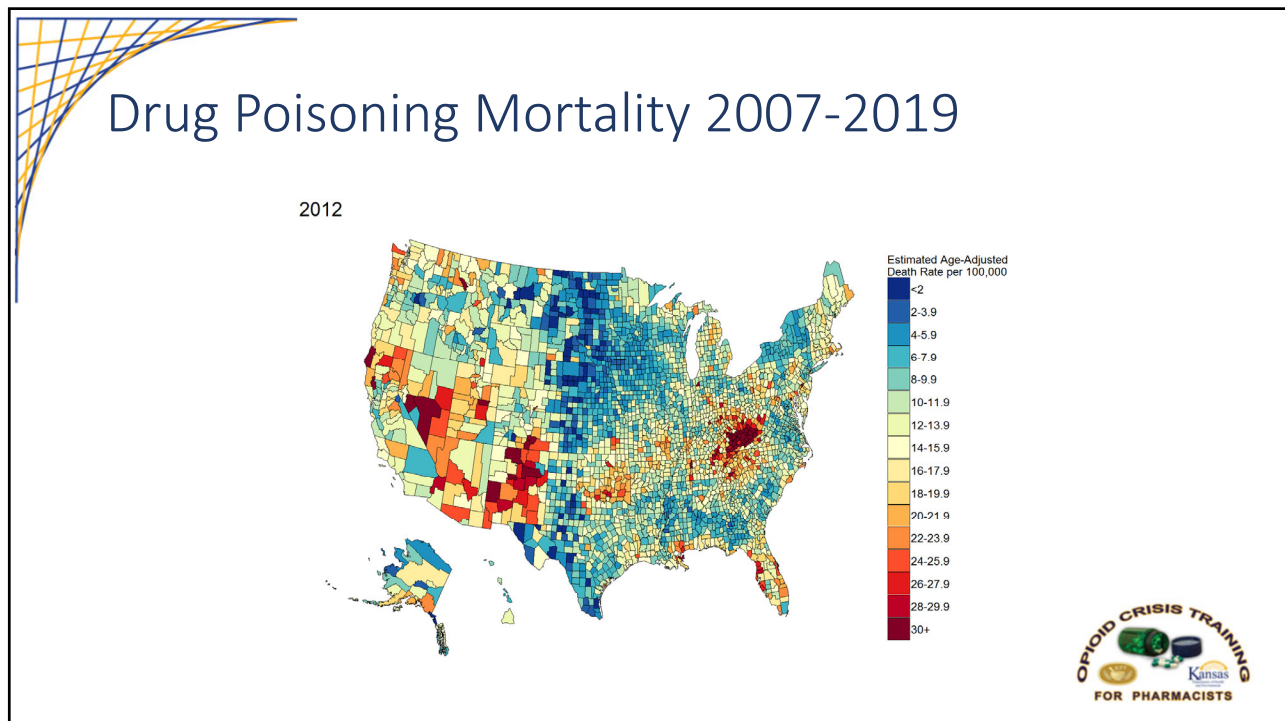 Drug Poisoning Mortality 2007-2019
2012
Estimated Age-Adjusted
Death Rate per 100,000
<2
2-3.9
4-5.9
6-7.9
8-9.9
10-11.9
12-13.9
14-15.9
16-17.9
18-19.9
20-21.9
22-23.9
24-25.9
26-27.9
28-29.9
30+
OPIOID CRISIS TRAINING
Kansas
FOR PHARMACISTS